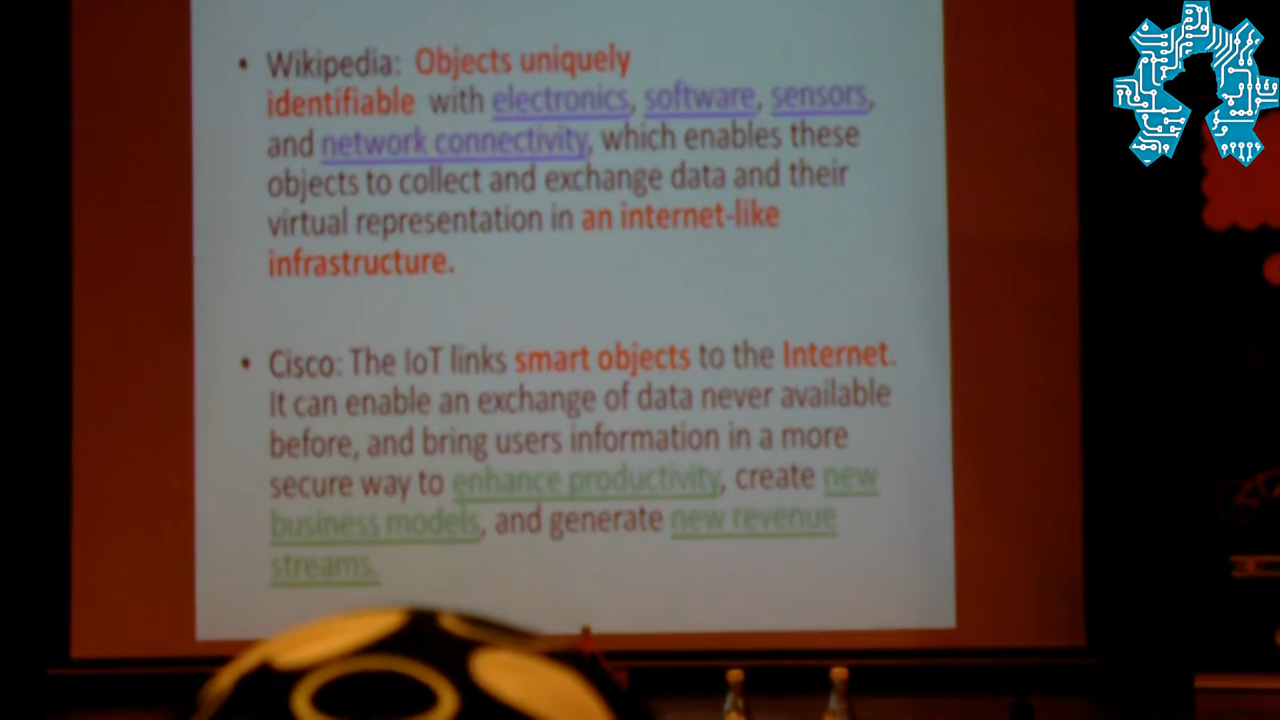 • Wikipedia: Objects uniquely
identifiable with electronics, software, sensors,
and network connectivity, which enables these
objects to collect and exchange data and their
virtual representation in an internet-like
infrastructure.
• Cisco: The IoT links smart objects to the Internet.
It can enable an exchange of data never available
before, and bring users information in a more
secure way to enhance productivity, create new
business models, and generate new revenue
streams.